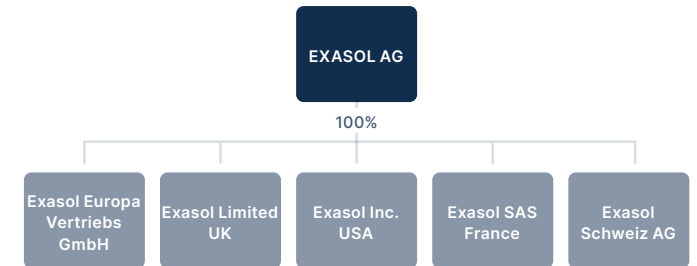 EXASOL AG
100%
Exasol Europa
Vertriebs
GmbH
Exasol Limited
UK
Exasol Inc.
USA
Exasol SAS
France
Exasol
Schweiz AG